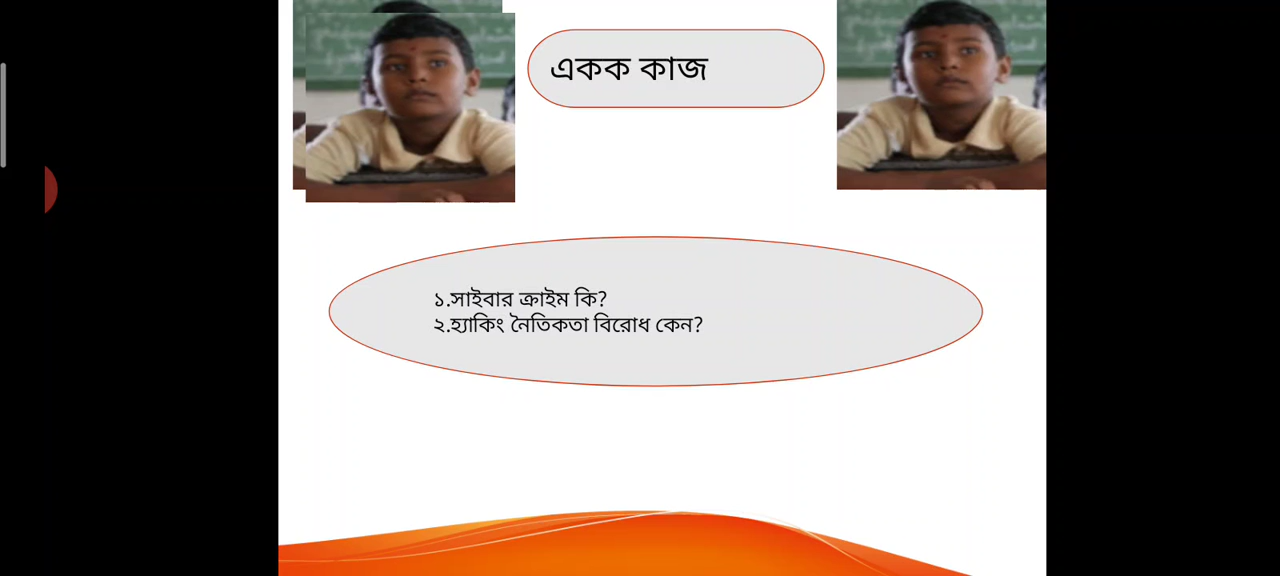 একক কাজ
১.সাইবার ক্রাইম কি?
২.হ্যাকিং নৈতিকতা বিরোধ কেন?